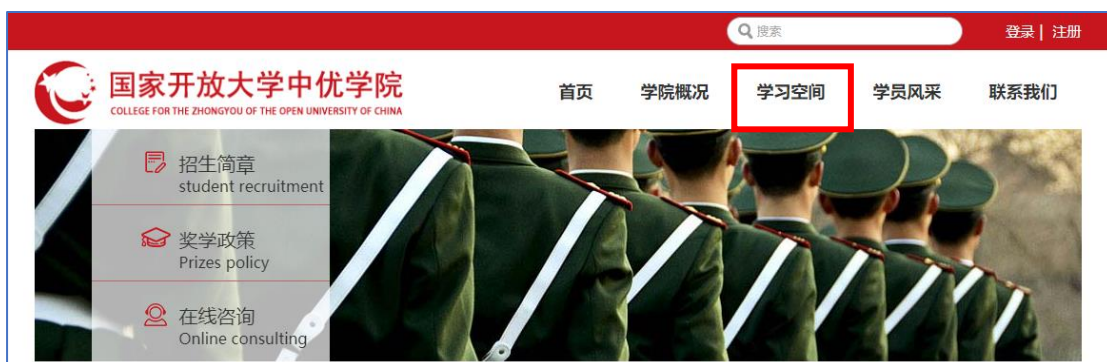 搜索
登录 | 注册
国家开放大学中优学院
COLLEGE FOR THE ZHONGYOU OF THE OPEN UNIVERSITY OF CHINA
首页 学院概况 学习空间 学员风采 联系我们
招生简章
student recruitment
奖学政策
Prizes policy
在线咨询
Online consulting